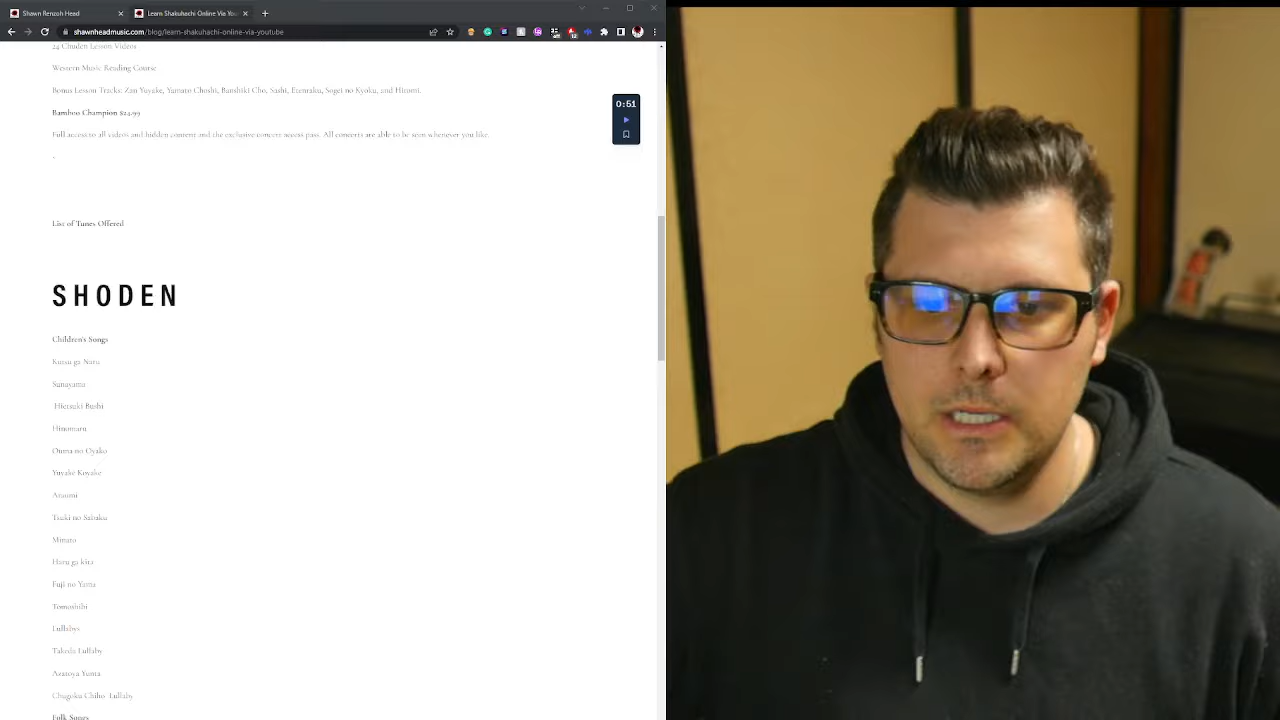 Shawn Renzoh Head
Learn Shakuhachi Online Via You
shawnheadmusic.com/blog/learn-shakuhachi-online-via-youtube
24 Chuden Lesson Videos
Western Music Reading Course
Bonus Lesson Tracks: Zan Yuyake, Yamato Choshi, Banshiki Cho, Sashi, Etenraku, Sogei no Kyoku, and Hiromi.
Bamboo Champion $24.99
Full access to all videos and hidden content and the exclusive concert access pass. All concerts are able to be seen whenever you like.
0:51
List of Tunes Offered
SHODEN
Children's Songs
Kutsu ga Naru
Sunayama
Hietsuki Bushi
Hinomaru
Ouma no Oyako
Yuyake Koyake
Antomi
Tsuki no Sabaku
Minato
Haru ga kita
Fuji no Yama
Tomoshibi
Lullabys
Takeda Lullaby
Azatoya Yunta
Chugoku Chiho Lullaby
Folk Songs